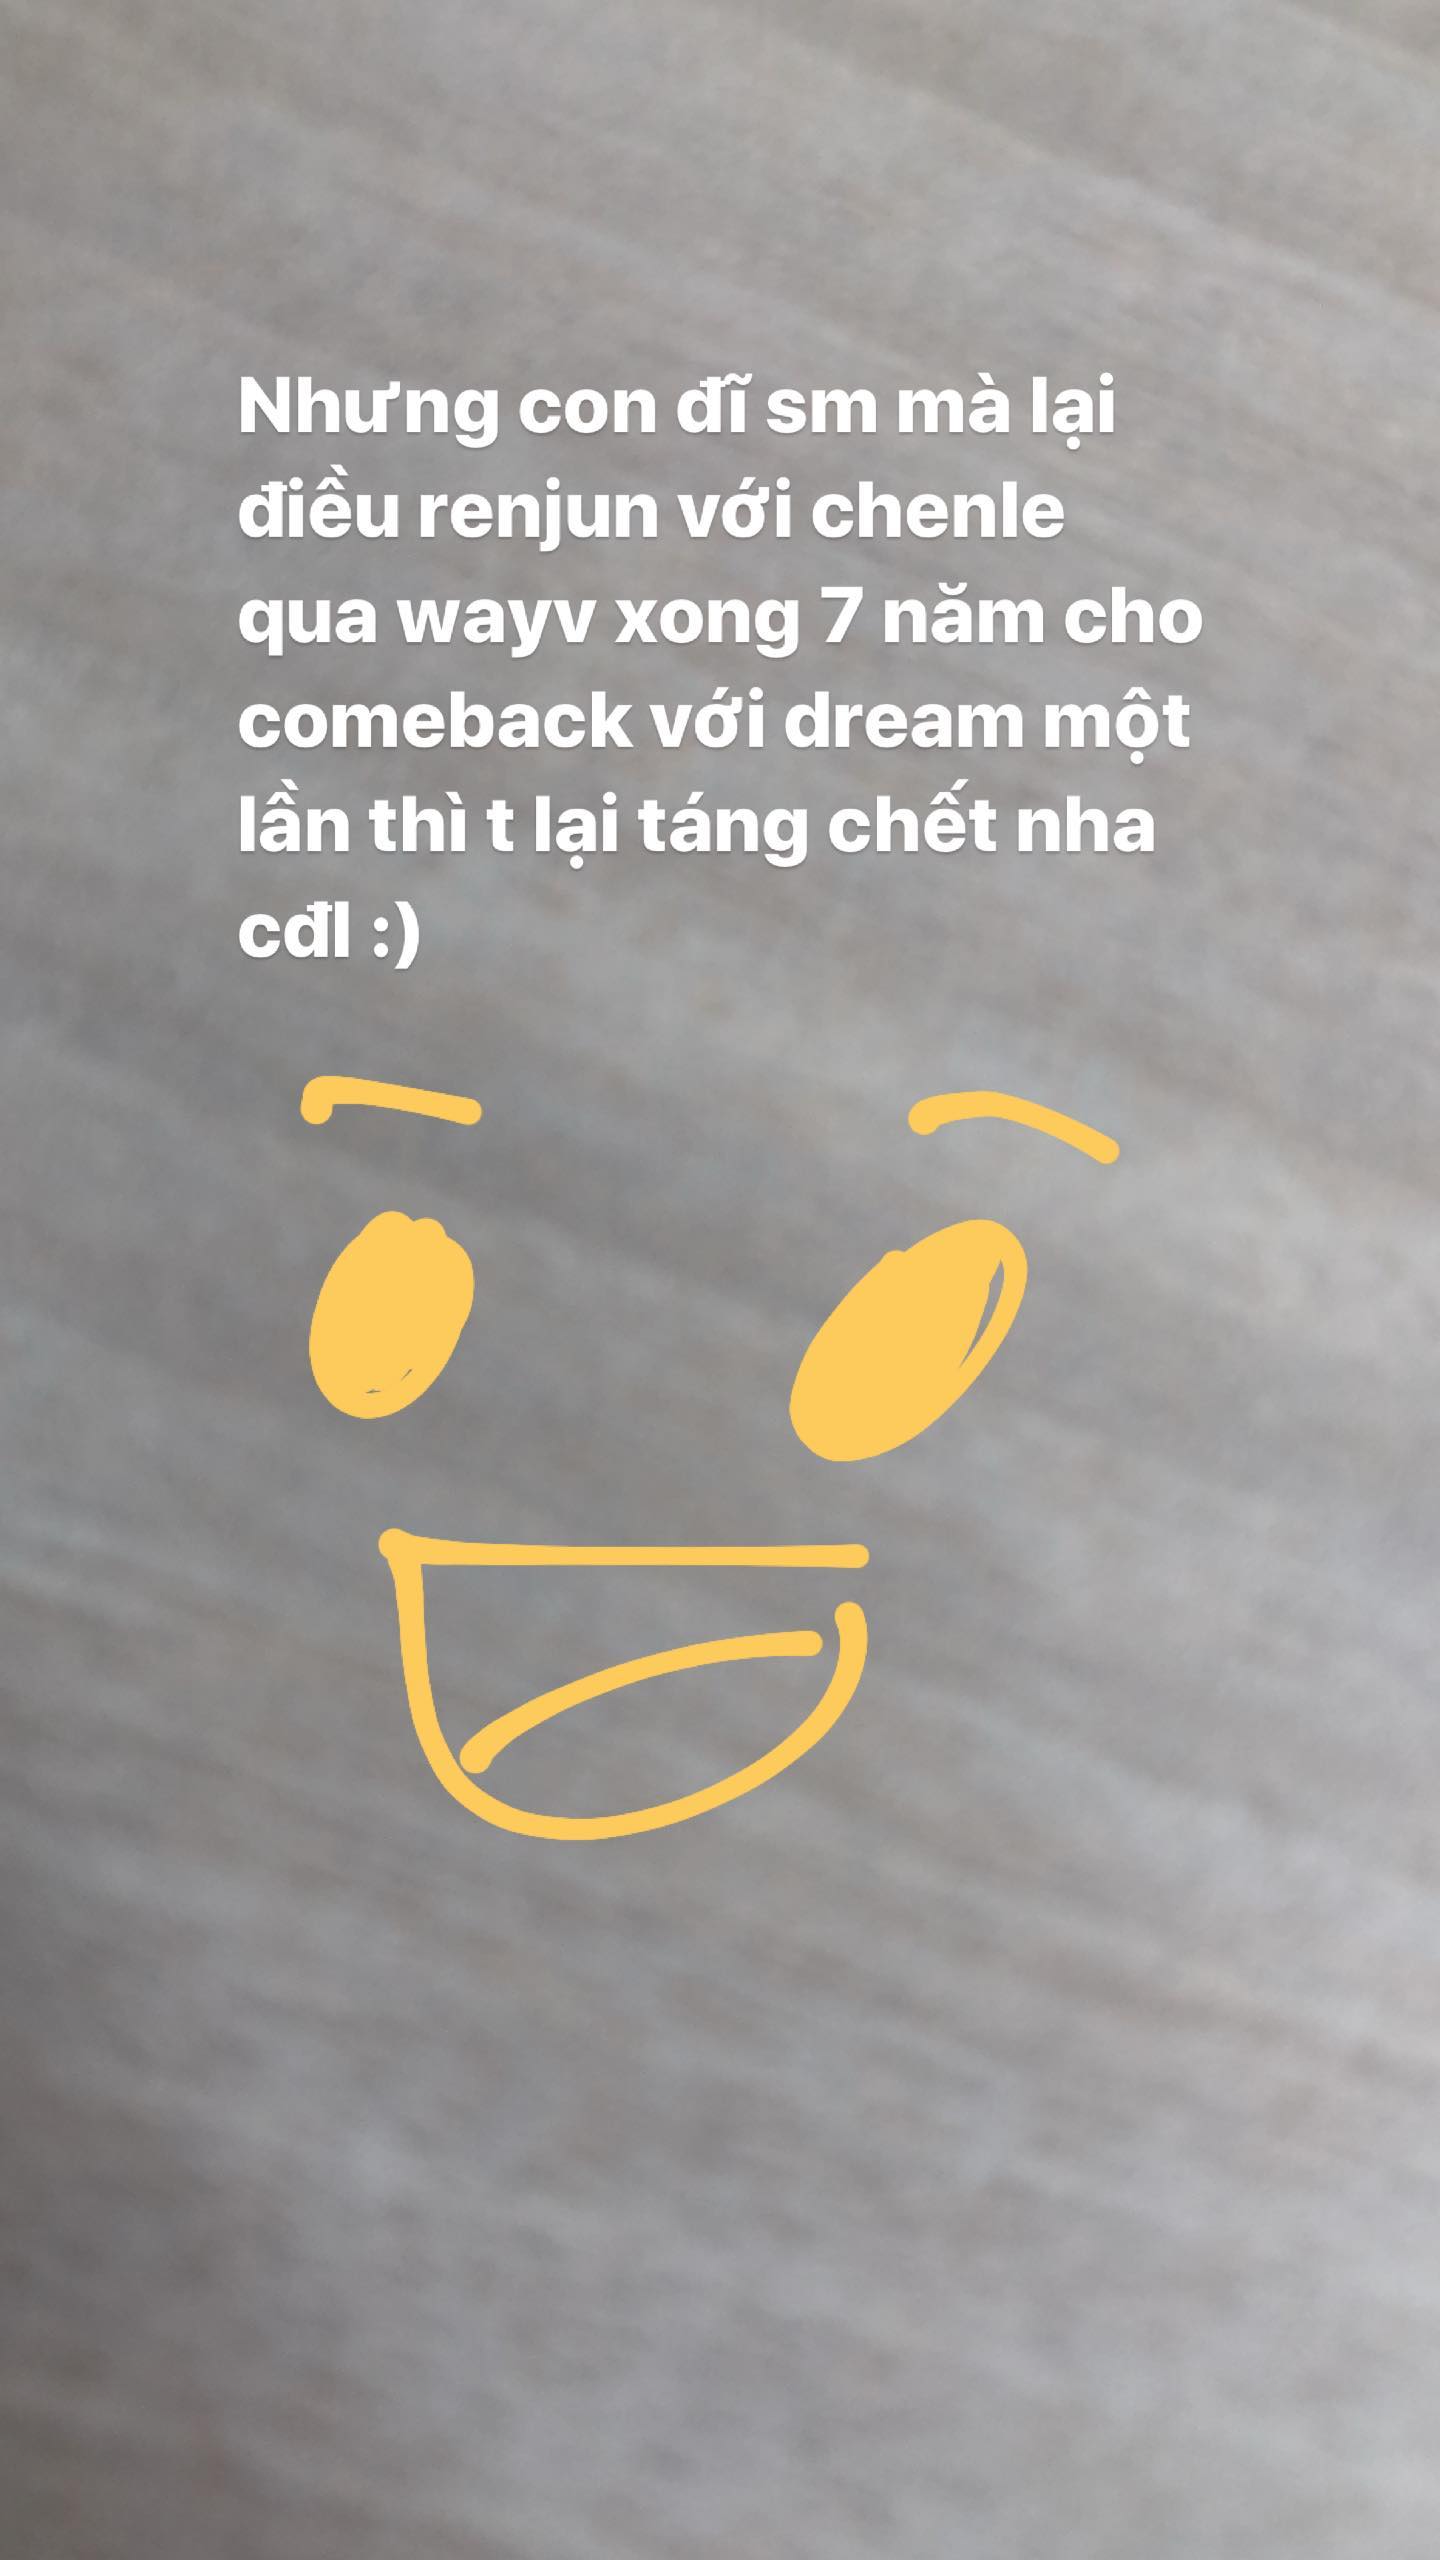 Nhưng con đĩ sm mà lại
điều renjun với chenle
qua wayv xong 7 năm cho
comeback với dream một
lần thì t lại táng chết nha
cđl :)